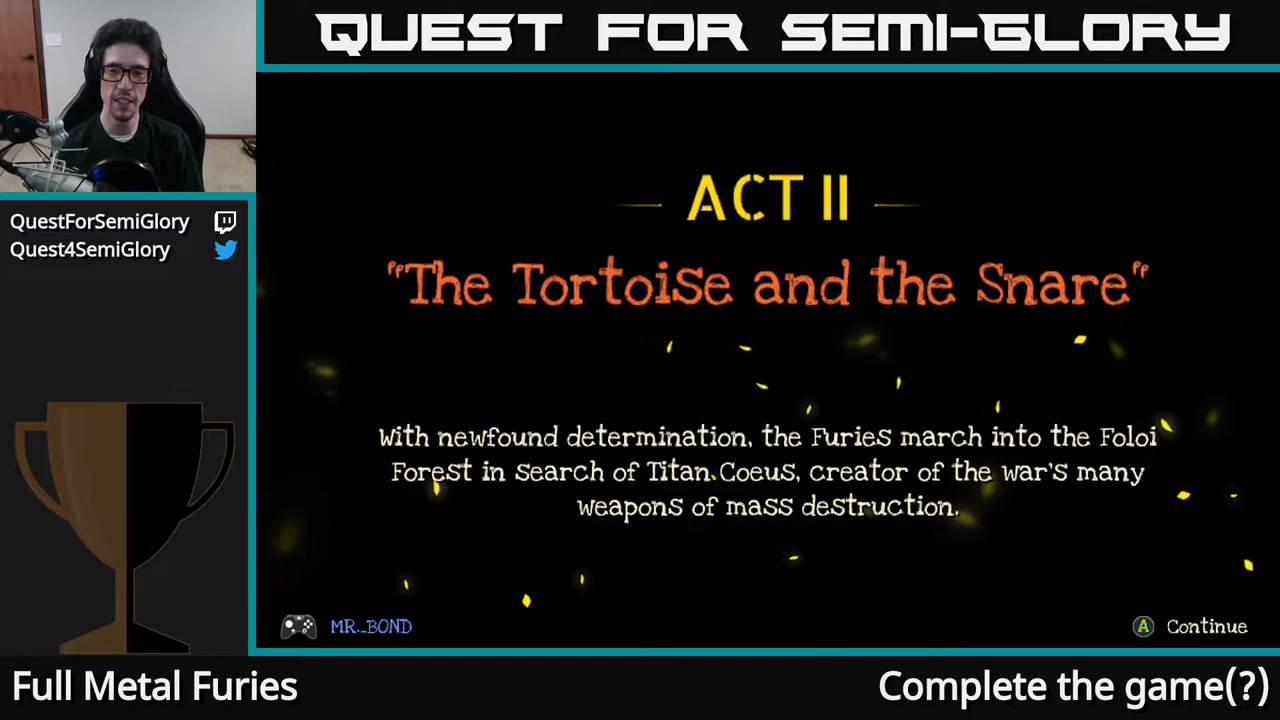 QUEST FOR SEMI-GLORY
QuestForSemiGlory
Quest4SemiGlory
ACT II
"The Tortoise and the Snare"
With newfound determination, the Furies march into the Foloi
Forest in search of Titan Coeus, creator of the war's many
weapons of mass destruction.
MR._BOND
A Continue
Full Metal Furies
Complete the game(?)